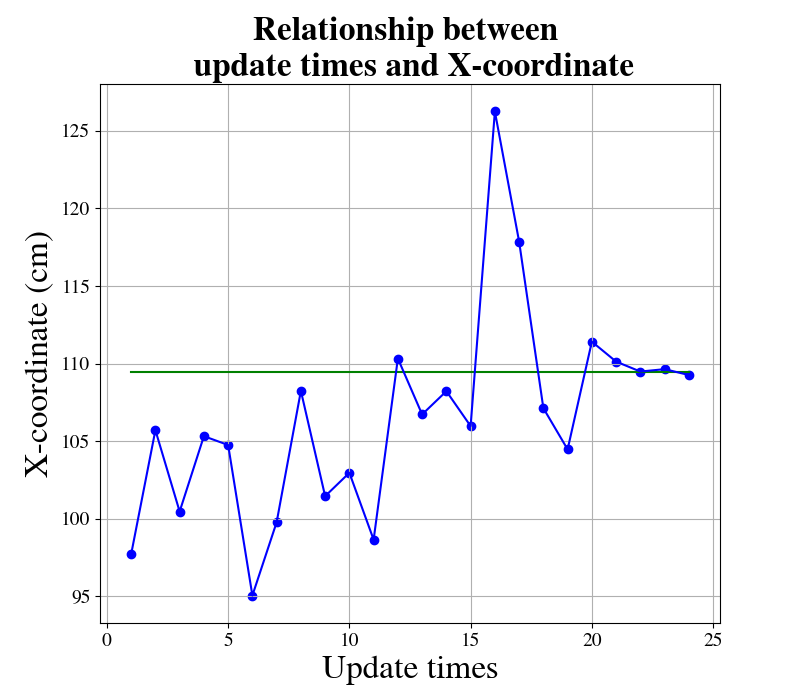 Relationship between
update times and X-coordinate
X-coordinate (cm)
125
120
115
110
105
100
95
0 5 10 15 20 25
Update times